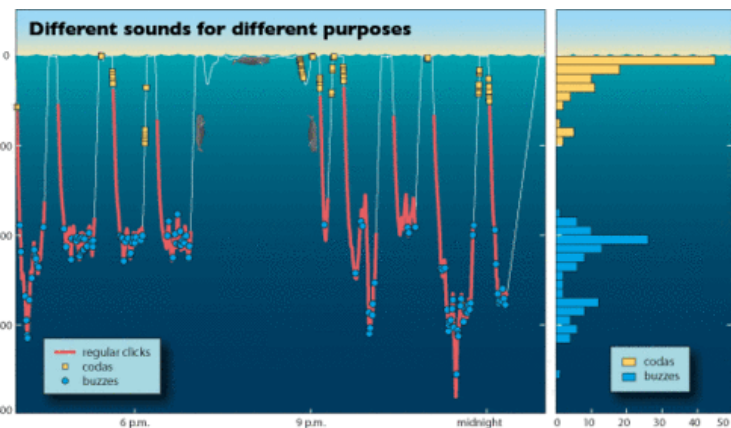 Different sounds for different purposes
0
00
00
00
00
regular clicks
codas
buzzes
6 p.m.
9 p.m.
midnight
codas
buzzes
0 10 20 30 40 50